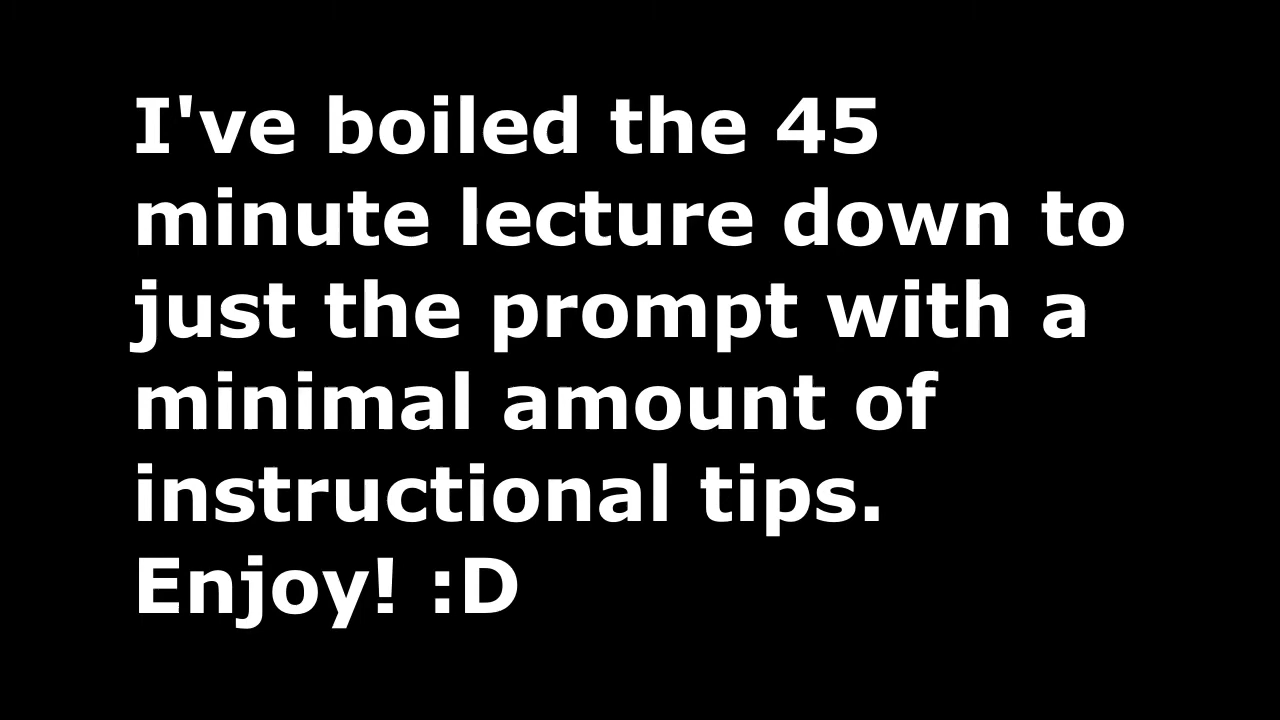 I've boiled the 45
minute lecture down to
just the prompt with a
minimal amount of
instructional tips.
Enjoy! :D